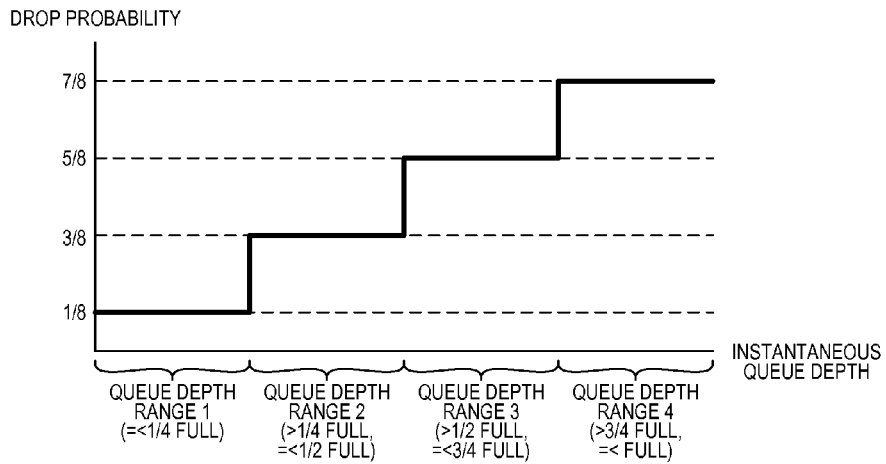 DROP PROBABILITY
7/8
5/8
3/8
1/8
INSTANTANEOUS
QUEUE DEPTH
QUEUE DEPTH
RANGE 1
(=<1/4 FULL)
QUEUE DEPTH
RANGE 2
(>1/4 FULL,
=<1/2 FULL)
QUEUE DEPTH
RANGE 3
(>1/2 FULL,
=<3/4 FULL)
QUEUE DEPTH
RANGE 4
(>3/4 FULL,
=< FULL)